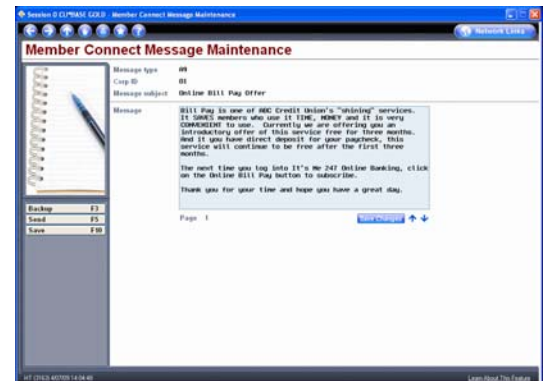 Session 0 CU*BASE GOLD - Member Connect Message Maintenance
Network Links
Member Connect Message Maintenance
Message type AA
Corp ID 01
Message subject Online Bill Pay Offer
Message
Bill Pay is one of ABC Credit Union's "shining" services.
It SAVES members who use it TIME, MONEY and it is very
CONVENIENT to use. Currently we are offering you an
introductory offer of this service free for three months.
And if you have direct deposit for your paycheck, this
service will continue to be free after the first three
months.
The next time you log into It's Me 247 Online Banking, click
on the Online Bill Pay button to subscribe.
Thank you for your time and hope you have a great day.
Backup F3
Send F5
Save F10
Page 1
Save Changes
Learn About This Feature